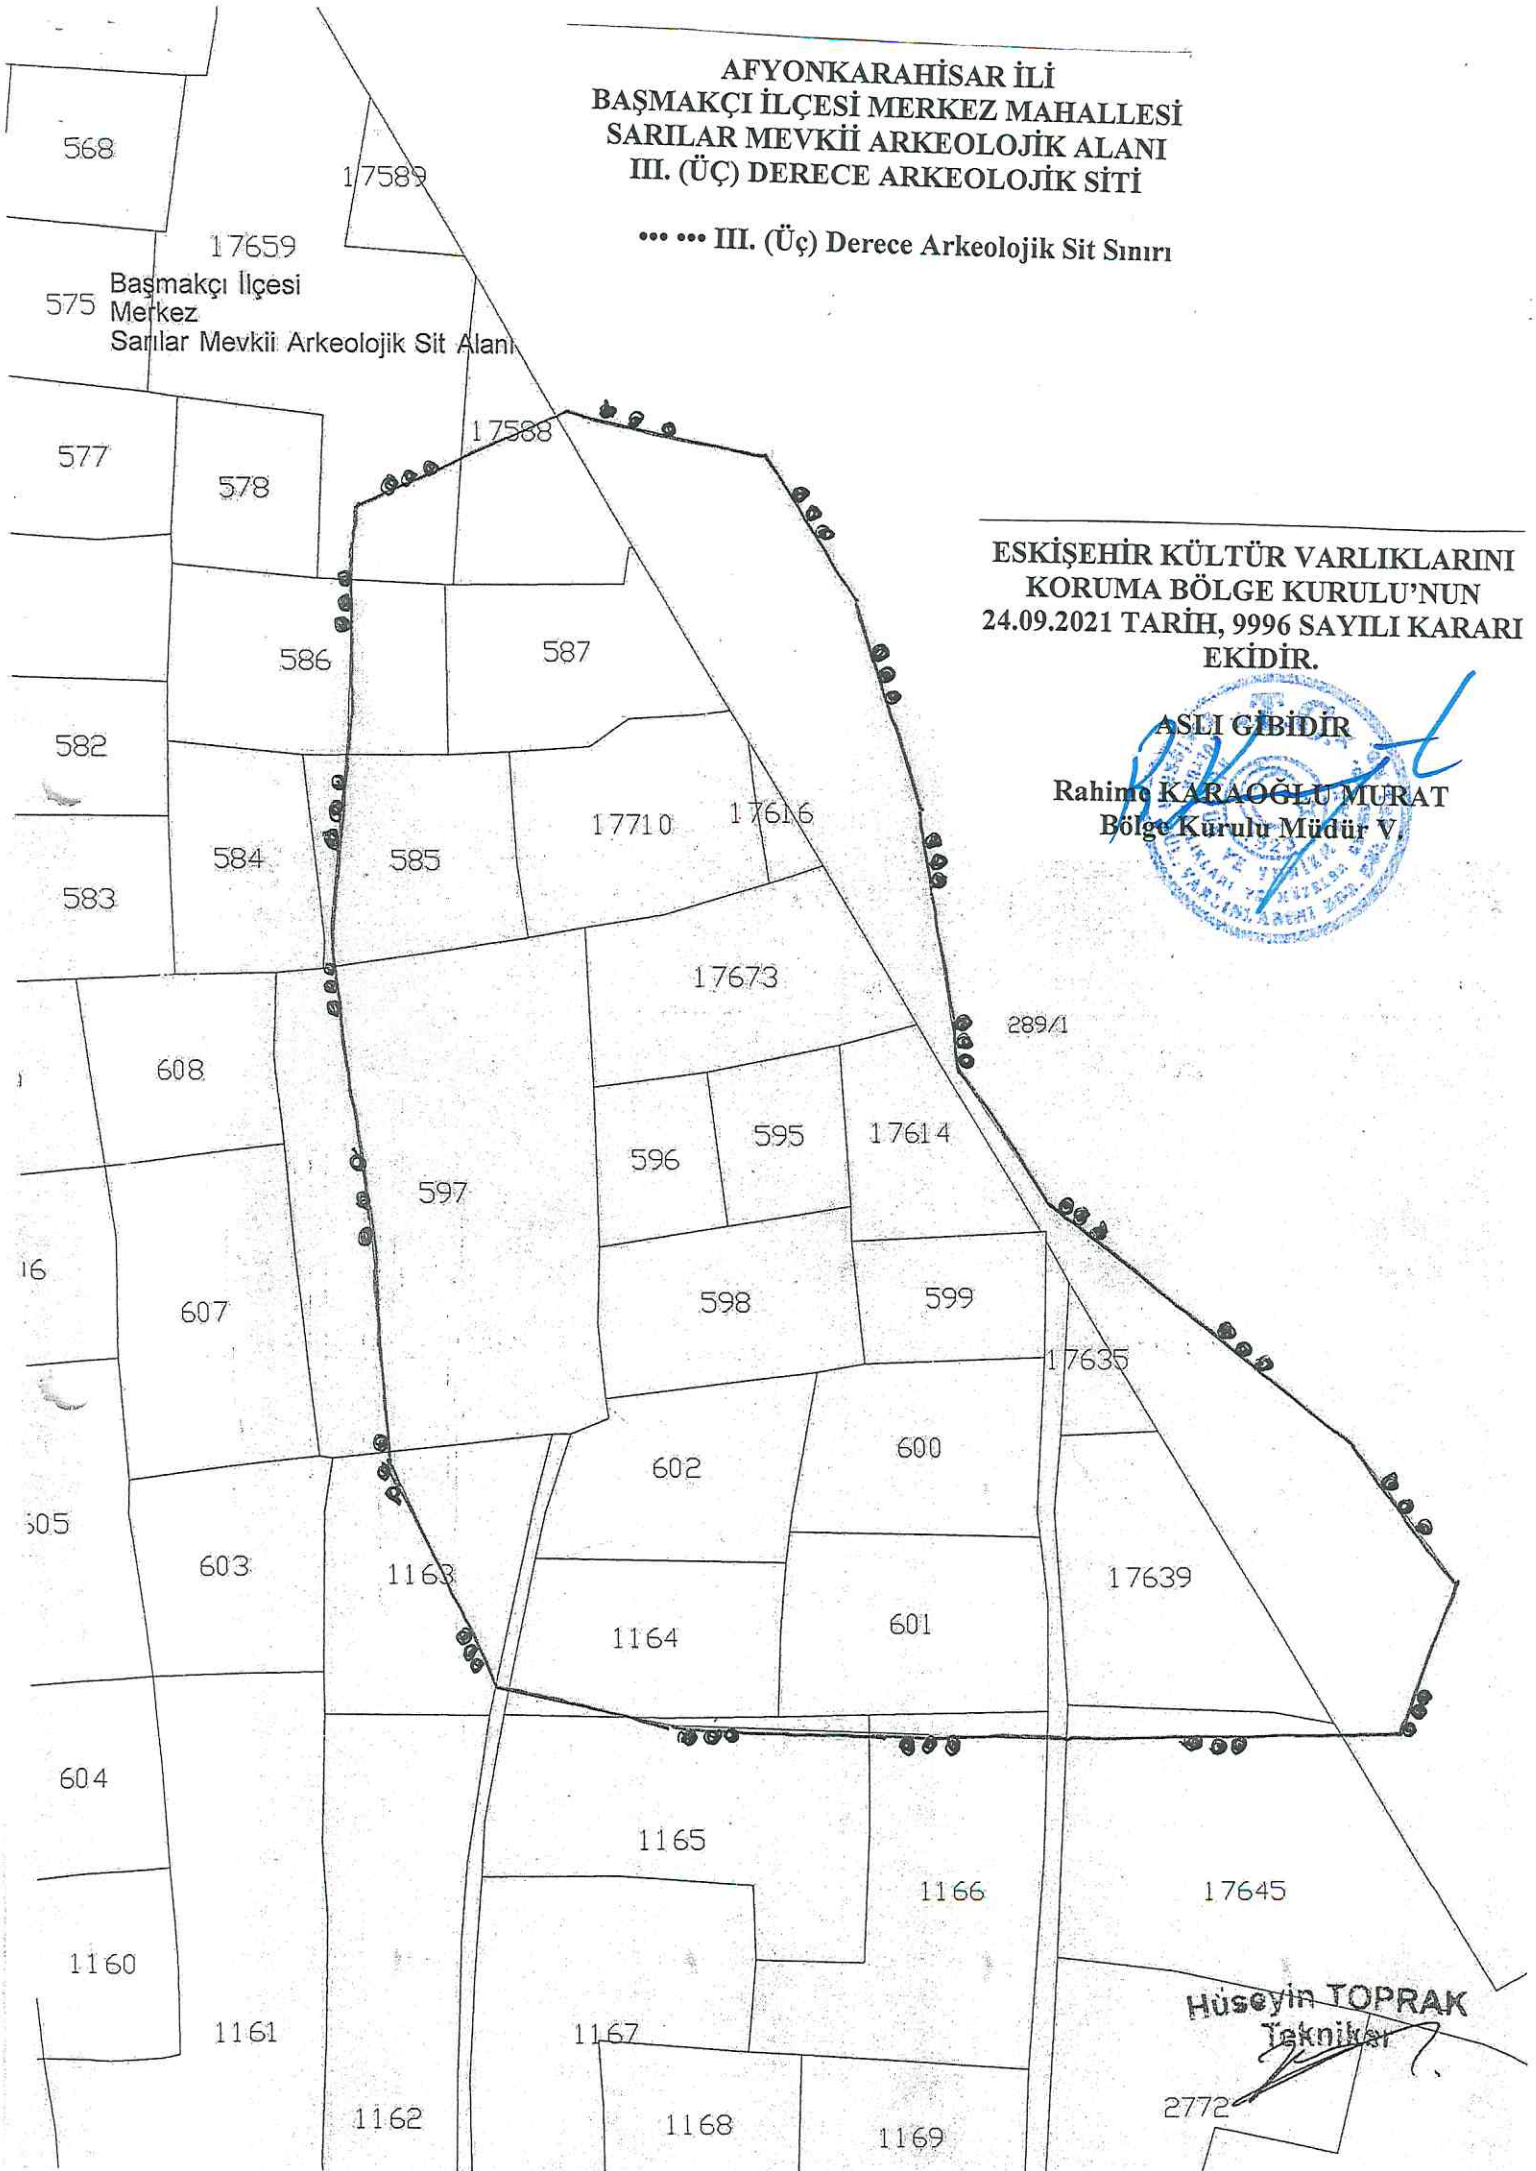 AFYONKARAHİSAR İLİ
BAŞMAKÇI İLÇESİ MERKEZ MAHALLESİ
SARILAR MEVKİİ ARKEOLOJİK ALANI
III. (ÜÇ) DERECE ARKEOLOJİK SİTİ
••• ••• III. (Üç) Derece Arkeolojik Sit Sınırı
568
17589
17659
575
Başmakçı İlçesi
Merkez
Sarılar Mevkii Arkeolojik Sit Alanı
577
578
17588
ESKİŞEHİR KÜLTÜR VARLIKLARINI
KORUMA BÖLGE KURULU'NUN
24.09.2021 TARİH, 9996 SAYILI KARARI
EKİDİR.
ASLI GİBİDİR
Rahime KARAOĞLU MURAT
Bölge Kurulu Müdür V.
T.C.
586
587
582
584
585
17710
17616
583
17673
289/1
608
596
595
17614
597
16
607
598
599
17635
602
600
605
603
1163
17639
1164
601
604
1165
1166
17645
1160
1161
1167
Hüseyin TOPRAK
Tekniker
1162
1168
1169
2772